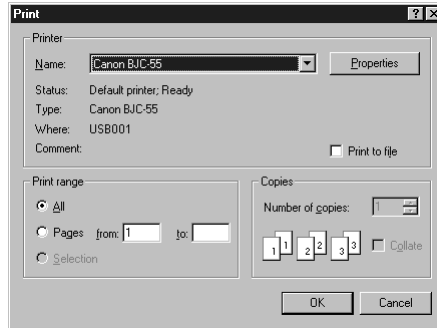 Print
Printer
Name: Canon BJC-55 Properties
Status: Default printer; Ready
Type: Canon BJC-55
Where: USB001
Comment: Print to file
Print range
All
Pages from: 1 to:
Selection
Copies
Number of copies: 1
1 1 2 2 3 3 Collate
OK Cancel